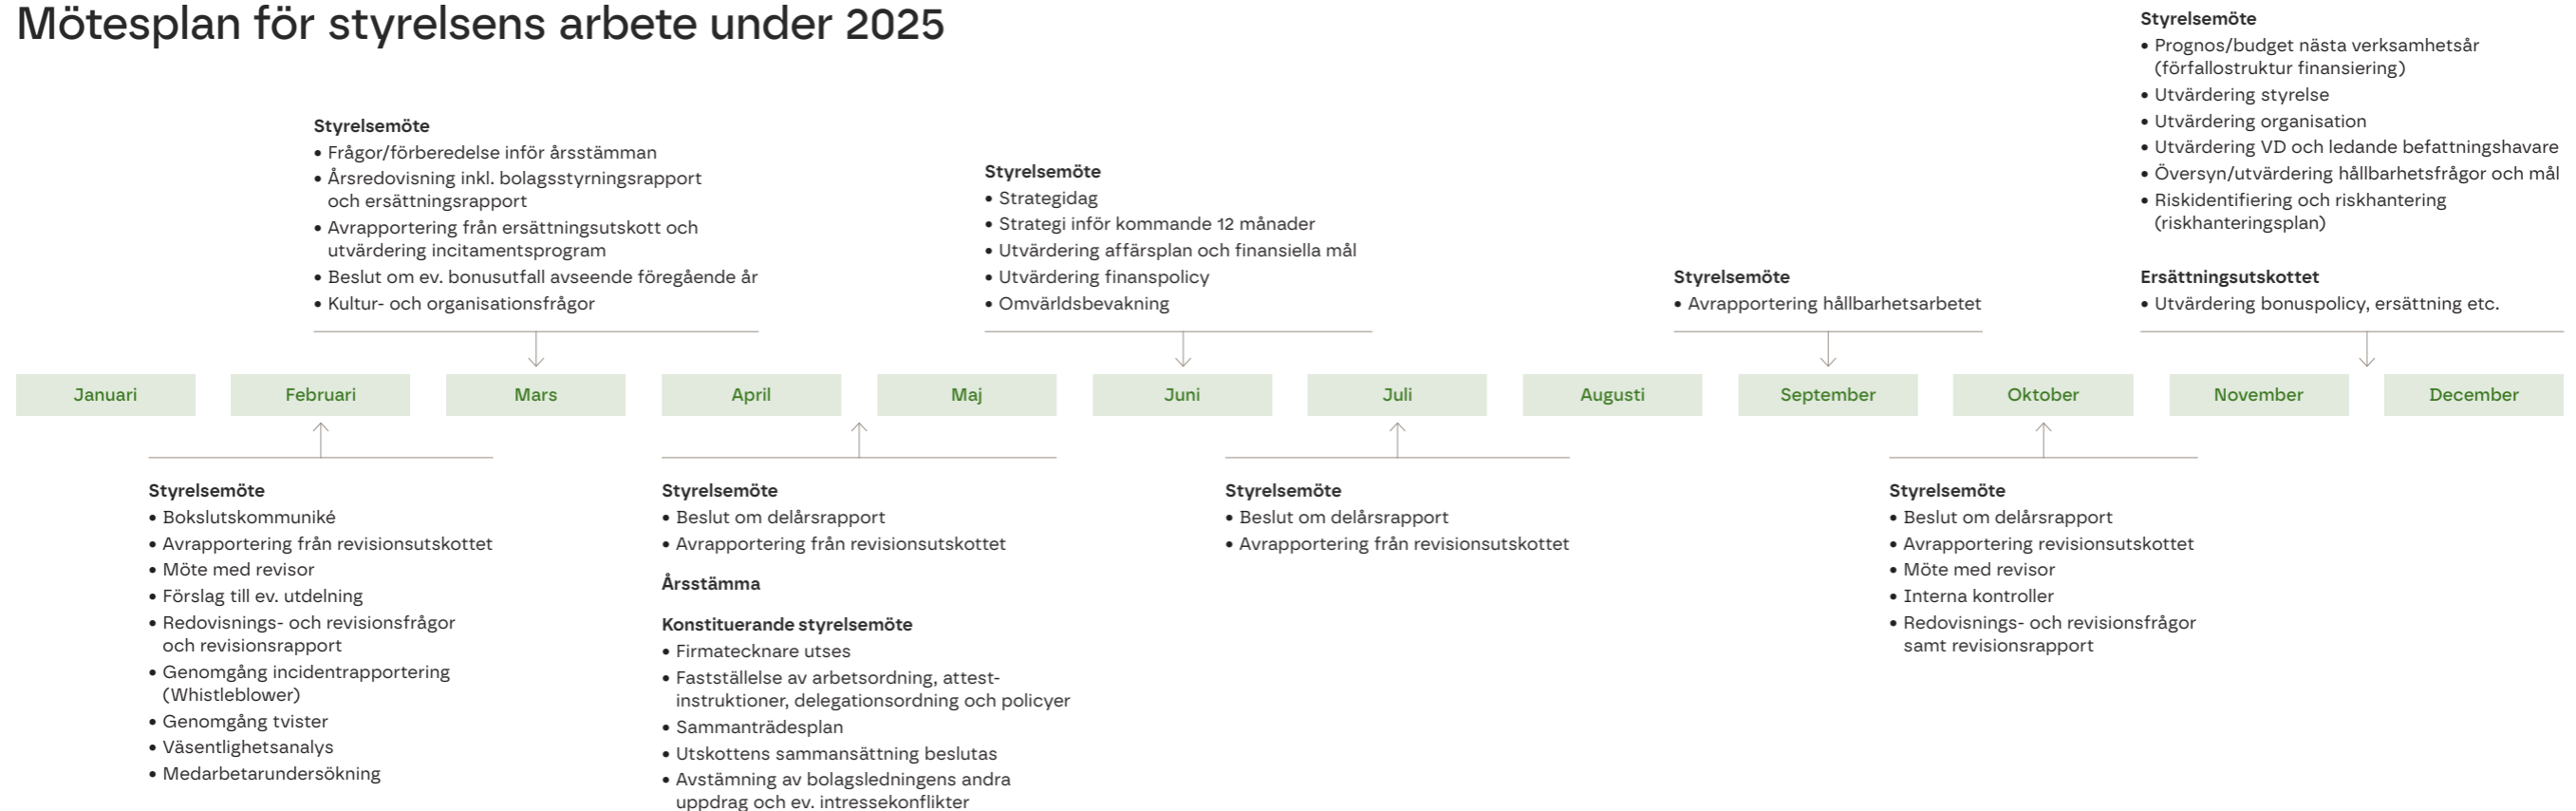 Mötesplan för styrelsens arbete under 2025
Styrelsemöte
• Frågor/förberedelse inför årsstämman
• Årsredovisning inkl. bolagsstyrningsrapport
och ersättningsrapport
• Avrapportering från ersättningsutskott och
utvärdering incitamentsprogram
• Beslut om ev. bonusutfall avseende föregående år
• Kultur- och organisationsfrågor
Styrelsemöte
• Strategidag
• Strategi inför kommande 12 månader
• Utvärdering affärsplan och finansiella mål
• Utvärdering finanspolicy
• Omvärldsbevakning
Styrelsemöte
• Avrapportering hållbarhetsarbetet
Styrelsemöte
• Prognos/budget nästa verksamhetsår
(förfallostruktur finansiering)
• Utvärdering styrelse
• Utvärdering organisation
• Utvärdering VD och ledande befattningshavare
• Översyn/utvärdering hållbarhetsfrågor och mål
• Riskidentifiering och riskhantering
(riskhanteringsplan)
Ersättningsutskottet
• Utvärdering bonuspolicy, ersättning etc.
Januari
Februari
Mars
April
Maj
Juni
Juli
Augusti
September
Oktober
November
December
Styrelsemöte
• Bokslutskommuniké
• Avrapportering från revisionsutskottet
• Möte med revisor
• Förslag till ev. utdelning
• Redovisnings- och revisionsfrågor
och revisionsrapport
• Genomgång incidentrapportering
(Whistleblower)
• Genomgång tvister
• Väsentlighetsanalys
• Medarbetarundersökning
Styrelsemöte
• Beslut om delårsrapport
• Avrapportering från revisionsutskottet
Årsstämma
Konstituerande styrelsemöte
• Firmatecknare utses
• Fastställelse av arbetsordning, attest-
instruktioner, delegationsordning och policyer
• Sammanträdesplan
• Utskottens sammansättning beslutas
• Avstämning av bolagsledningens andra
uppdrag och ev. intressekonflikter
Styrelsemöte
• Beslut om delårsrapport
• Avrapportering från revisionsutskottet
Styrelsemöte
• Beslut om delårsrapport
• Avrapportering revisionsutskottet
• Möte med revisor
• Interna kontroller
• Redovisnings- och revisionsfrågor
samt revisionsrapport